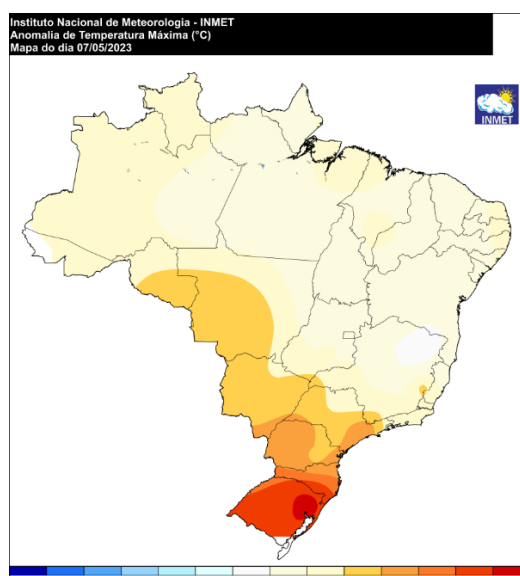 Instituto Nacional de Meteorologia - INMET
Anomalia de Temperatura Máxima (°C)
Mapa do dia 07/05/2023
INMET